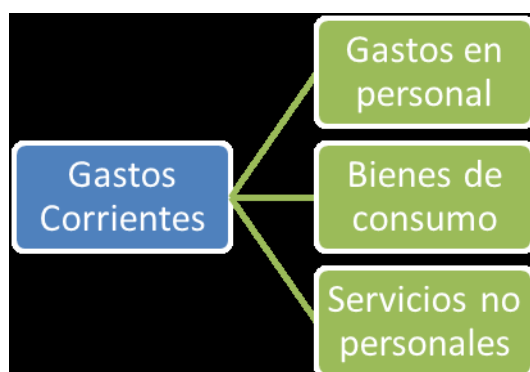 Gastos
Corrientes
Gastos en
personal
Bienes de
consumo
Servicios no
personales